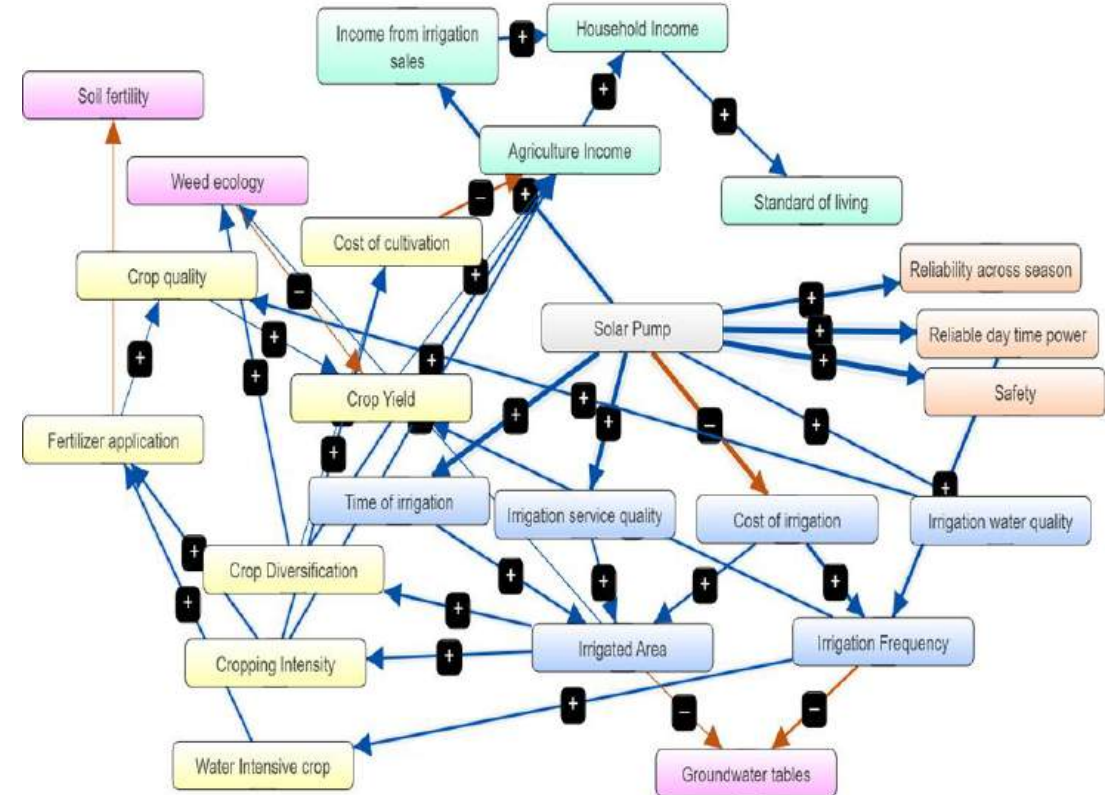 Income from irrigation
sales
Household Income
Soil fertility
Agriculture Income
Weed ecology
Standard of living
Cost of cultivation
Crop quality
Reliability across season
Solar Pump
Reliable day time power
Safety
Crop Yield
Fertilizer application
Time of irrigation
Irrigation service quality
Cost of irrigation
Irrigation water quality
Crop Diversification
Irrigated Area
Irrigation Frequency
Cropping Intensity
Water Intensive crop
Groundwater tables